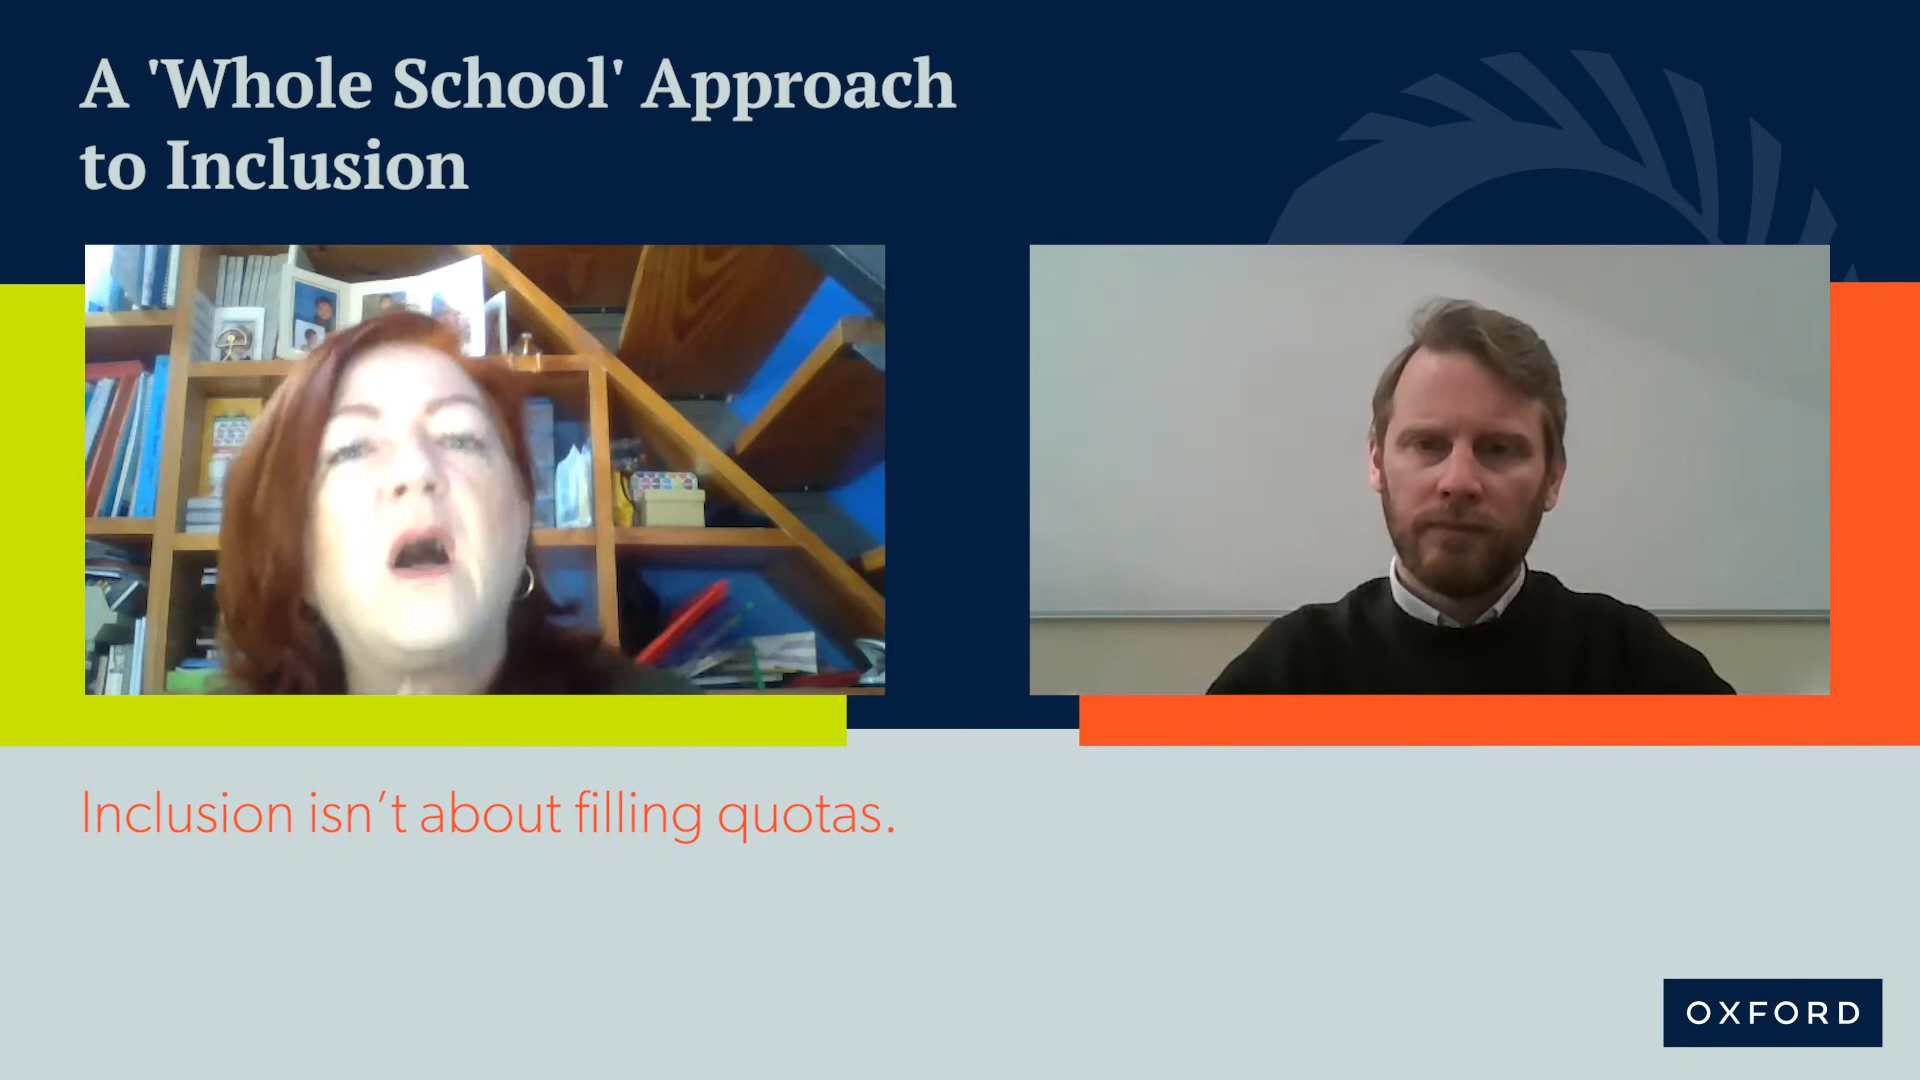 A 'Whole School' Approach
to Inclusion
Inclusion isn't about filling quotas.
OXFORD